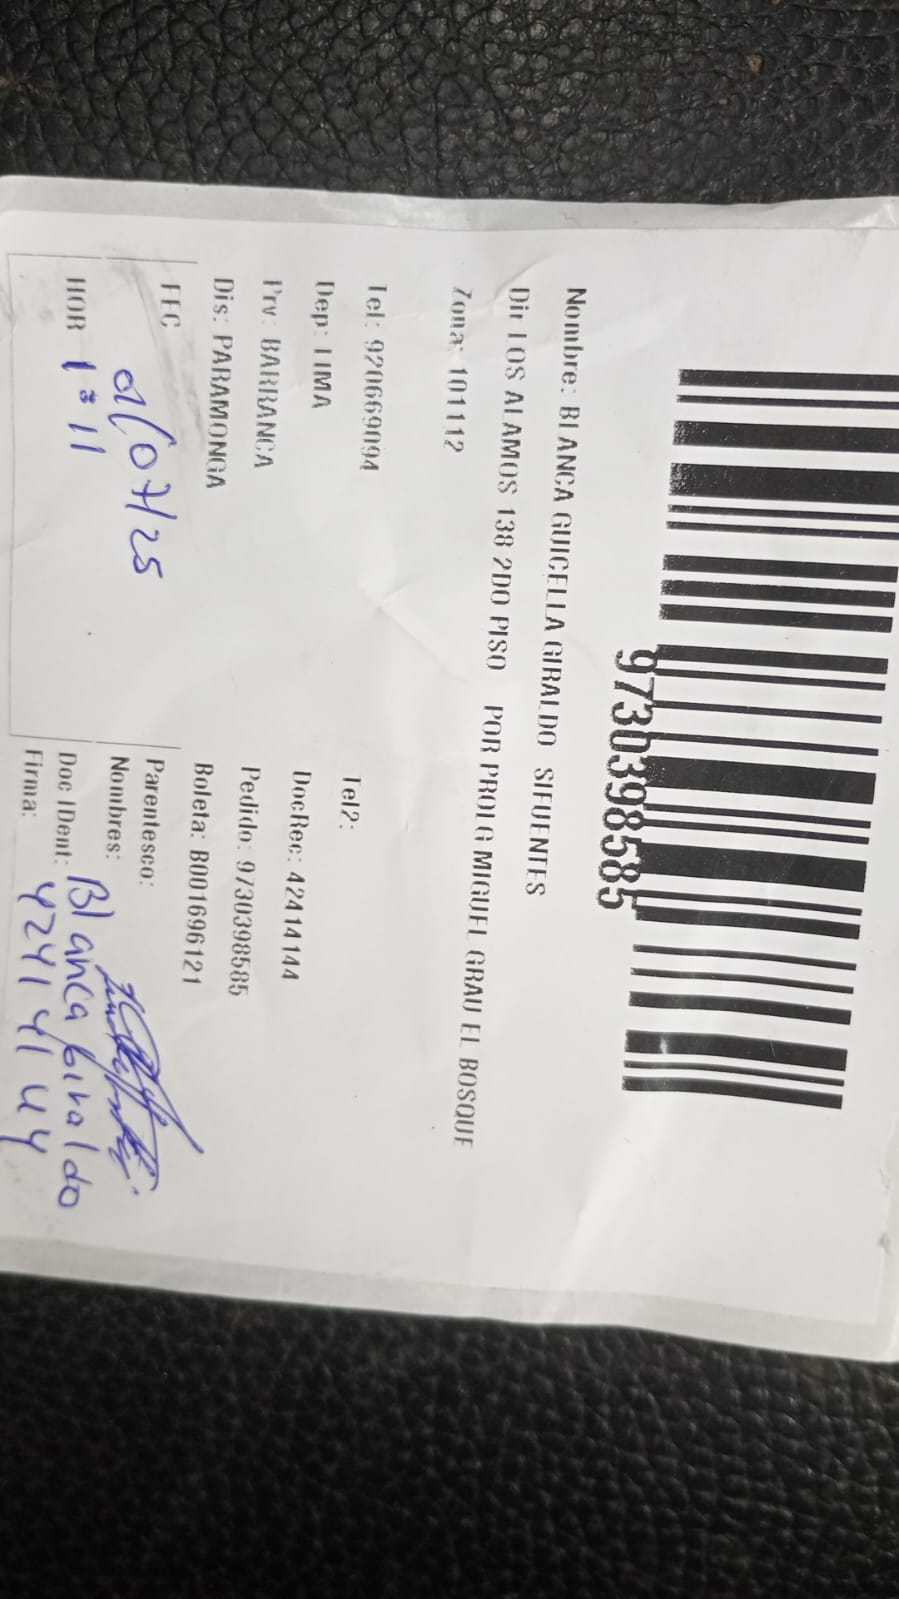 9730398585
Nombre: BLANCA GUICELLA GIRALDO SIFUENTES
Dir LOS ALAMOS 138 2DO PISO POR PROLG MIGUEL GRAU EL BOSQUE
Zona: 101112
Tel: 920669094
Tel2:
Dep: LIMA
DocRec: 42414144
Prv: BARRANCA
Pedido: 9730398585
Dis: PARAMONGA
Boleta: B001696121
FEC
01/07/25
HOR 1:11
Parentesco:
Nombres:
Doc IDent: Blanca Giraldo
Firma: 42414144